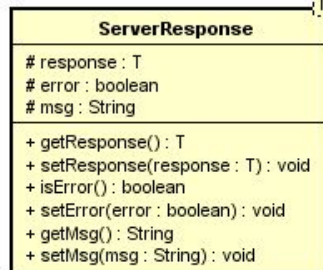 ServerResponse
# response : T
# error : boolean
# msg : String
+ getResponse() : T
+ setResponse(response : T) : void
+ isError() : boolean
+ setError(error : boolean) : void
+ getMsg() : String
+ setMsg(msg : String) : void